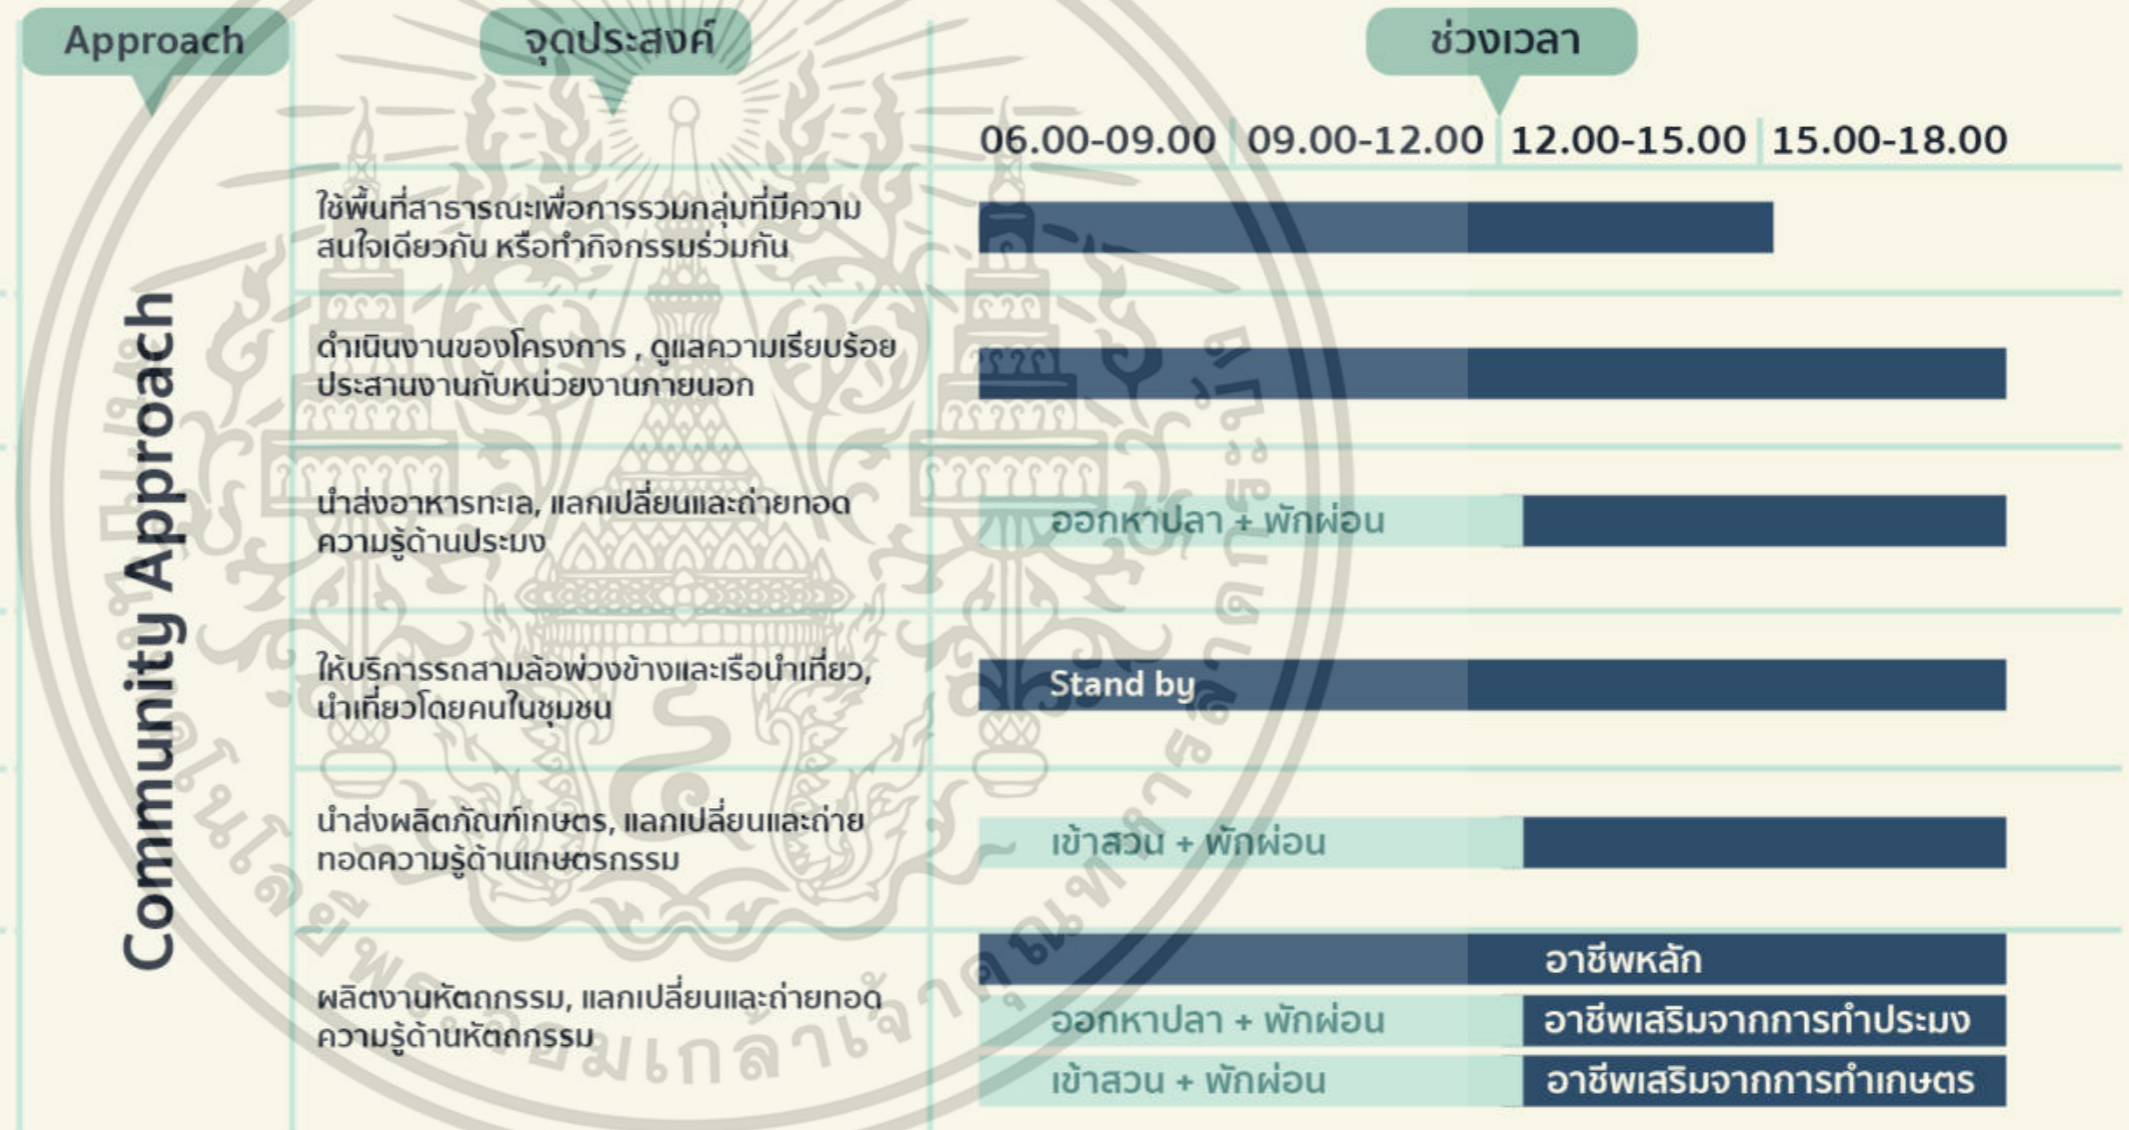 Approach
จุดประสงค์
ช่วงเวลา
06.00-09.00
09.00-12.00
12.00-15.00
15.00-18.00
Community Approach
ใช้พื้นที่สาธารณะเพื่อการรวมกลุ่มที่มีความ
สนใจเดียวกัน หรือทำกิจกรรมร่วมกัน
ดำเนินงานของโครงการ , ดูแลความเรียบร้อย
ประสานงานกับหน่วยงานภายนอก
นำส่งอาหารทะเล, แลกเปลี่ยนและถ่ายทอด
ความรู้ด้านประมง
ออกหาปลา + พักผ่อน
ให้บริการรถสามล้อพ่วงข้างและเรือนำเที่ยว,
นำเที่ยวโดยคนในชุมชน
Stand by
นำส่งผลิตภัณฑ์เกษตร, แลกเปลี่ยนและถ่าย
ทอดความรู้ด้านเกษตรกรรม
เข้าสวน + พักผ่อน
ผลิตงานหัตถกรรม, แลกเปลี่ยนและถ่ายทอด
ความรู้ด้านหัตถกรรม
อาชีพหลัก
ออกหาปลา + พักผ่อน
อาชีพเสริมจากการทำประมง
เข้าสวน + พักผ่อน
อาชีพเสริมจากการทำเกษตร